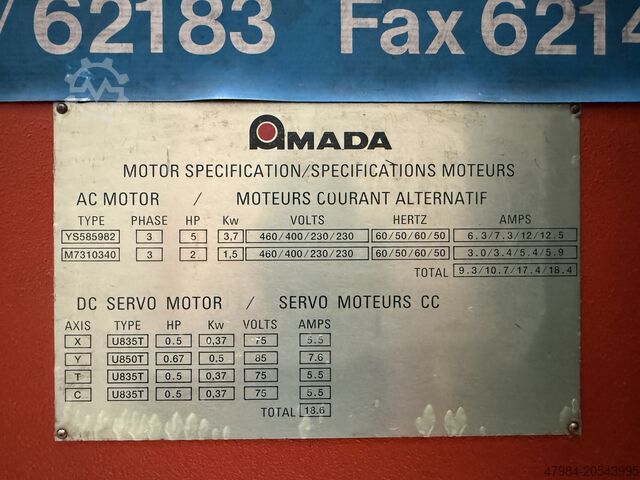 / 62183 Fax 6214
AMADA
MOTOR SPECIFICATION/SPECIFICATIONS MOTEURS
AC MOTOR / MOTEURS COURANT ALTERNATIF
TYPE PHASE HP Kw VOLTS HERTZ AMPS
YS585982 3 5 3,7 460/400/230/230 60/50/60/50 6.3/7.3/12/12.5
M7310340 3 2 1,5 460/400/230/230 60/50/60/50 3.0/3.4/5.4/5.9
TOTAL 9.3/10.7/17.4/18.4
DC SERVO MOTOR / SERVO MOTEURS CC
AXIS TYPE HP Kw VOLTS AMPS
X U835T 0.5 0,37 75 5.5
Y U850T 0.67 0.5 85 7.6
T U835T 0.5 0,37 75 5.5
C U835T 0.5 0,37 75 5.5
TOTAL 18.6
47984-20543995